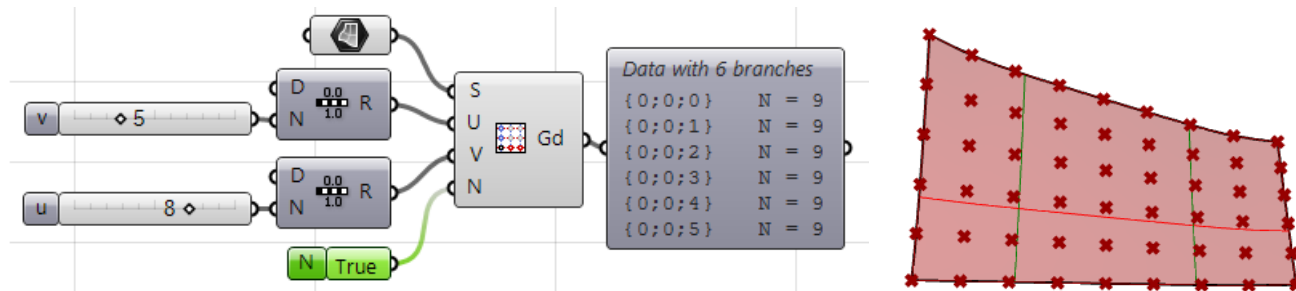 v
5
D
N
0.0
1.0
R
u
8
D
N
0.0
1.0
R
N
True
S
U
V
N
Gd
Data with 6 branches
{0;0;0} N = 9
{0;0;1} N = 9
{0;0;2} N = 9
{0;0;3} N = 9
{0;0;4} N = 9
{0;0;5} N = 9